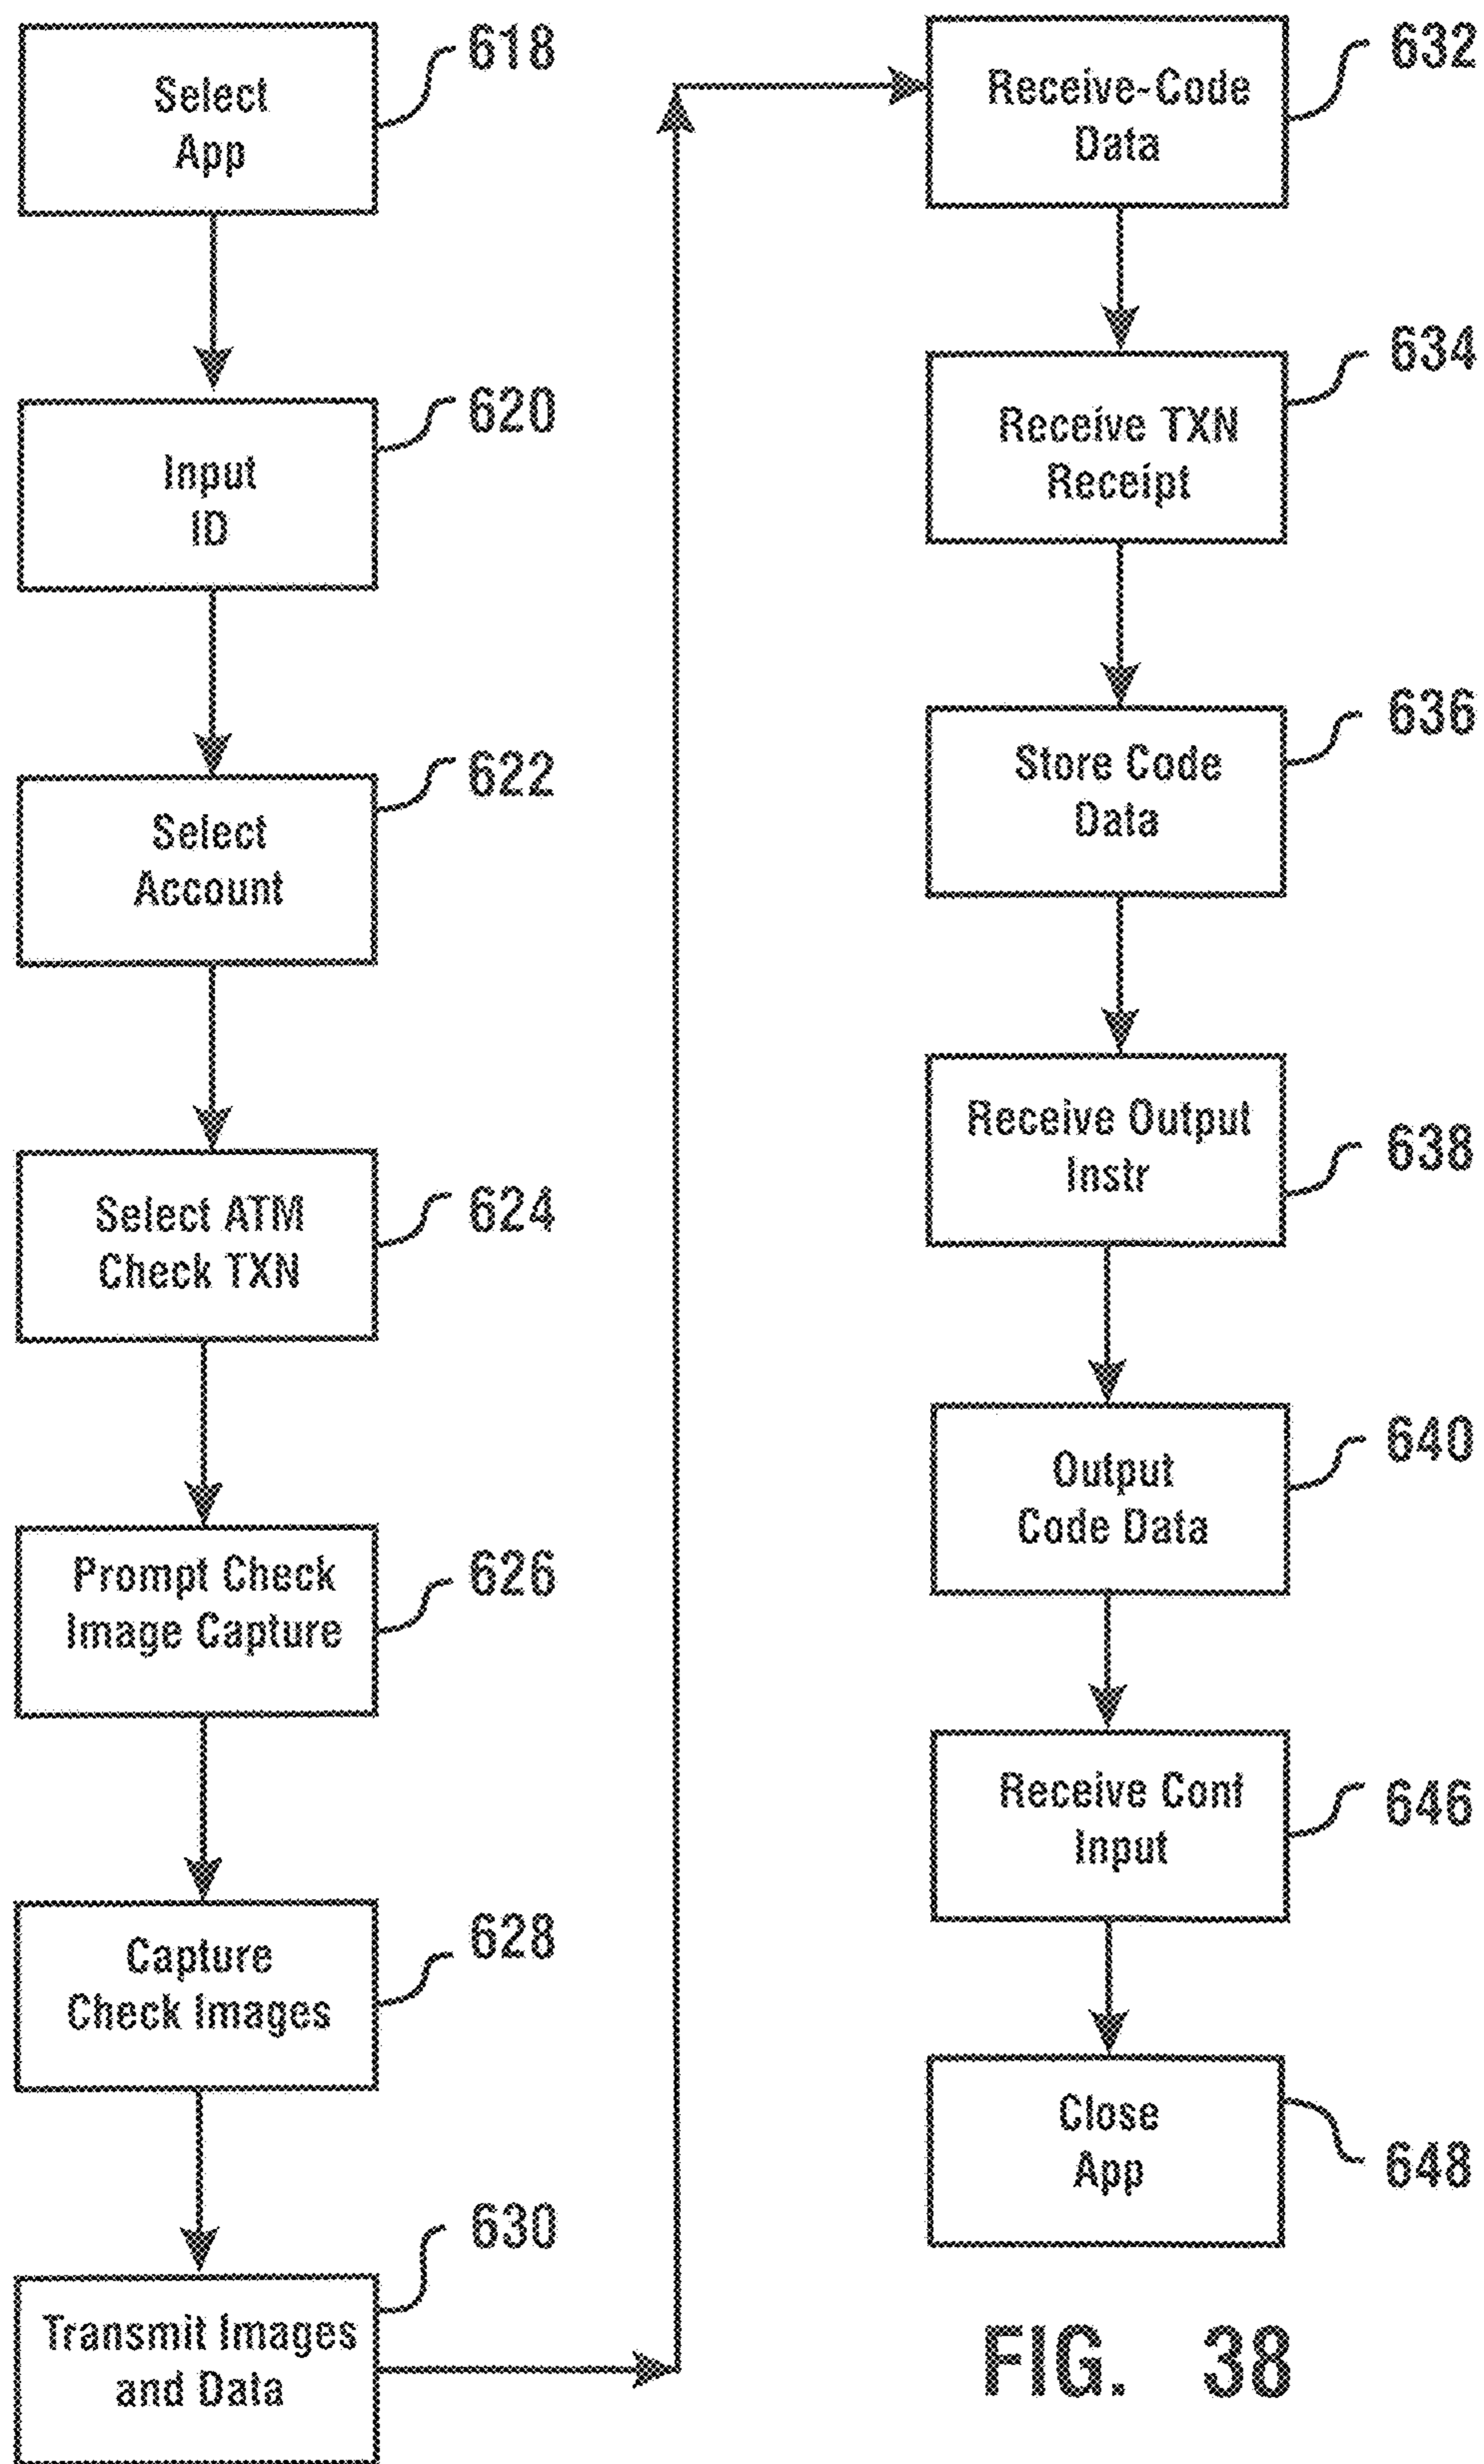 Select
App
618
Input
ID
620
Select
Account
622
Select ATM
Check TXN
624
Prompt Check
Image Capture
626
Capture
Check Images
628
Transmit Images
and Data
630
Receive-Code
Data
632
Receive TXN
Receipt
634
Store Code
Data
636
Receive Output
Instr
638
Output
Code Data
640
Receive Conf
Input
646
Close
App
648
FIG. 38